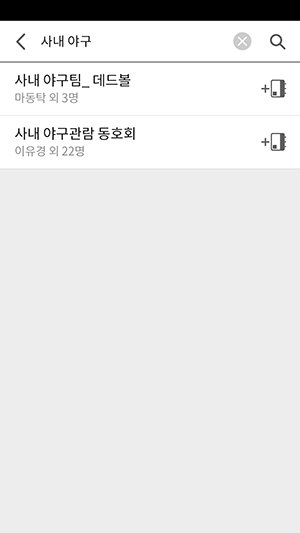 사내 야구
사내 야구팀_ 데드볼
마동탁 외 3명
사내 야구관람 동호회
이유경 외 22명